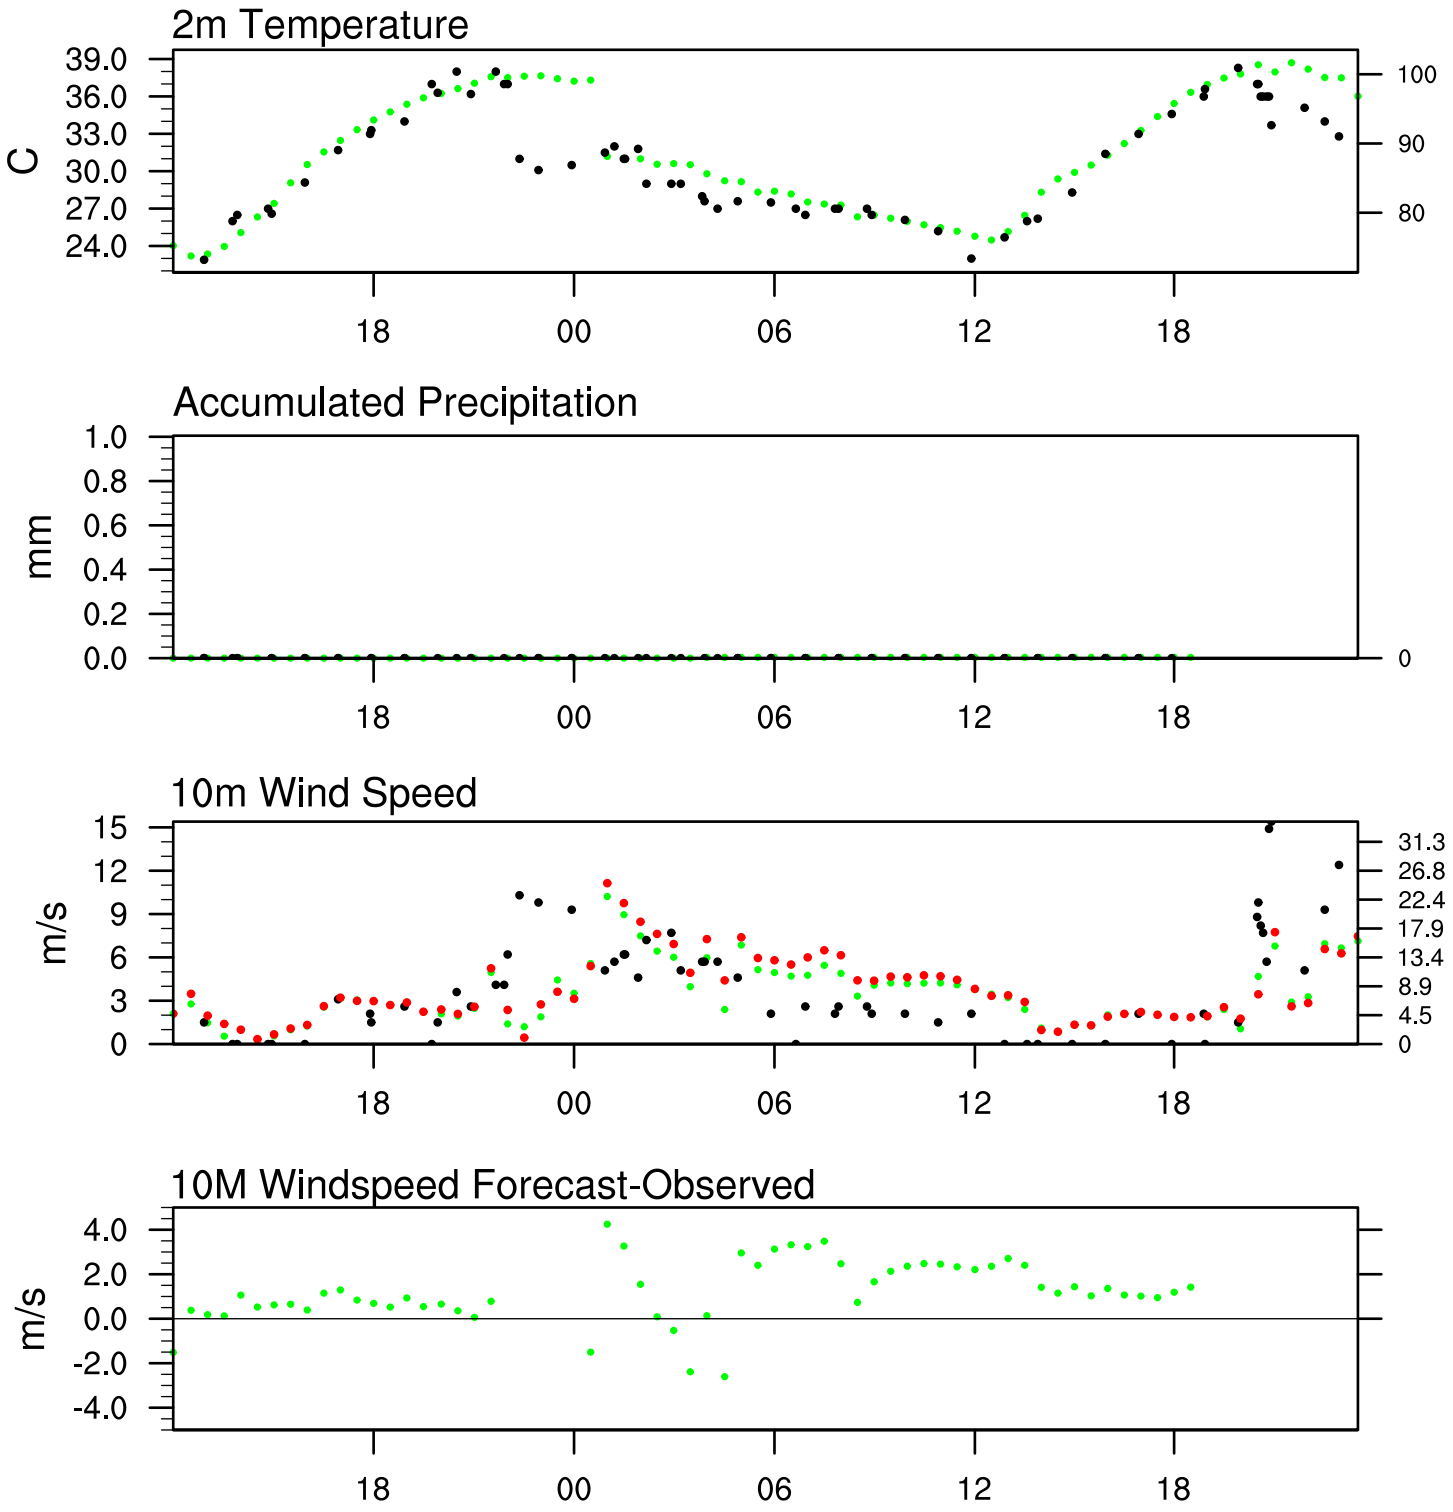 2m Temperature
39.0
36.0
33.0
30.0
27.0
24.0
C
100
90
80
18 00 06 12 18
Accumulated Precipitation
1.0
0.8
0.6
0.4
0.2
0.0
mm
0
18 00 06 12 18
10m Wind Speed
15
12
9
6
3
0
m/s
31.3
26.8
22.4
17.9
13.4
8.9
4.5
0
18 00 06 12 18
10M Windspeed Forecast-Observed
4.0
2.0
0.0
-2.0
-4.0
m/s
18 00 06 12 18